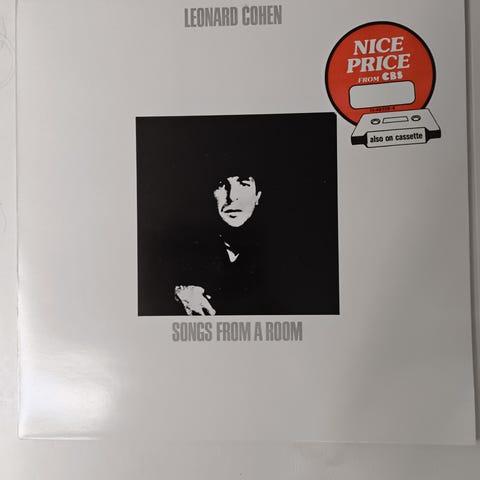 LEONARD COHEN
NICE
PRICE
FROM CBS
also on cassette
SONGS FROM A ROOM